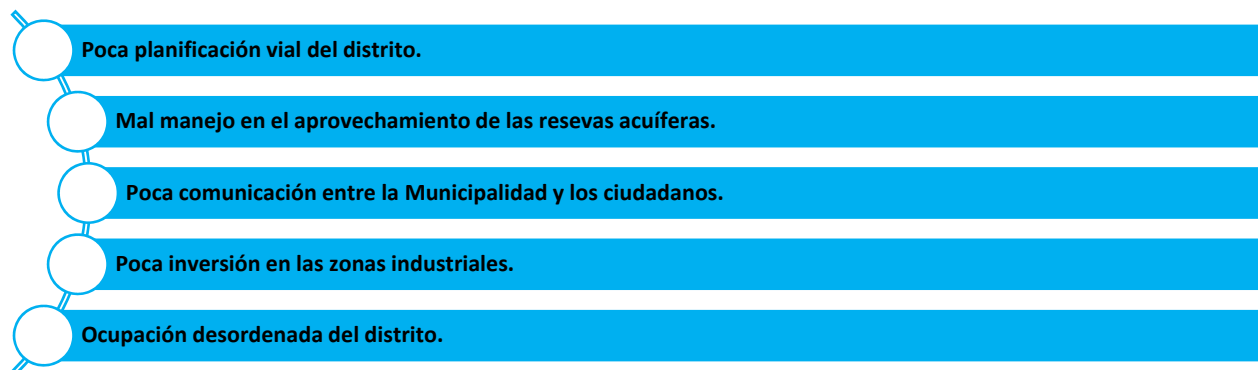 Poca planificación vial del distrito.
Mal manejo en el aprovechamiento de las resevas acuíferas.
Poca comunicación entre la Municipalidad y los ciudadanos.
Poca inversión en las zonas industriales.
Ocupación desordenada del distrito.